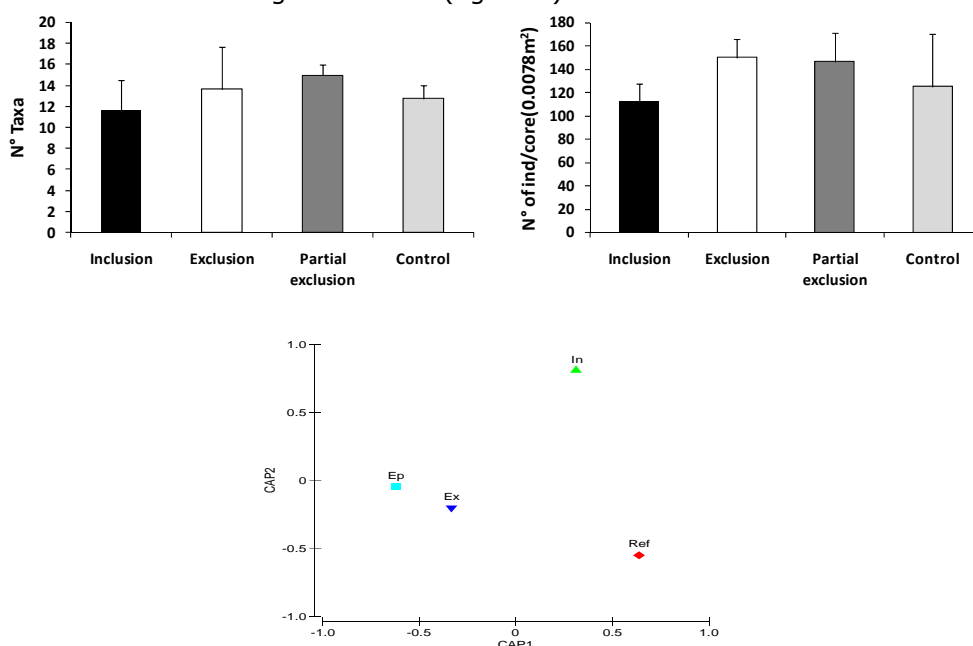 20
18
16
14
12
10
8
6
4
2
0
N° Taxa
Inclusion Exclusion Partial exclusion Control
180
160
140
120
100
80
60
40
20
0
N° of ind/core(0.0078m²)
Inclusion Exclusion Partial exclusion Control
1.0
0.5
0
-0.5
-1.0
CAP2
In
Ep
Ex
Ref
-1.0 -0.5 0 0.5 1.0
CAP1